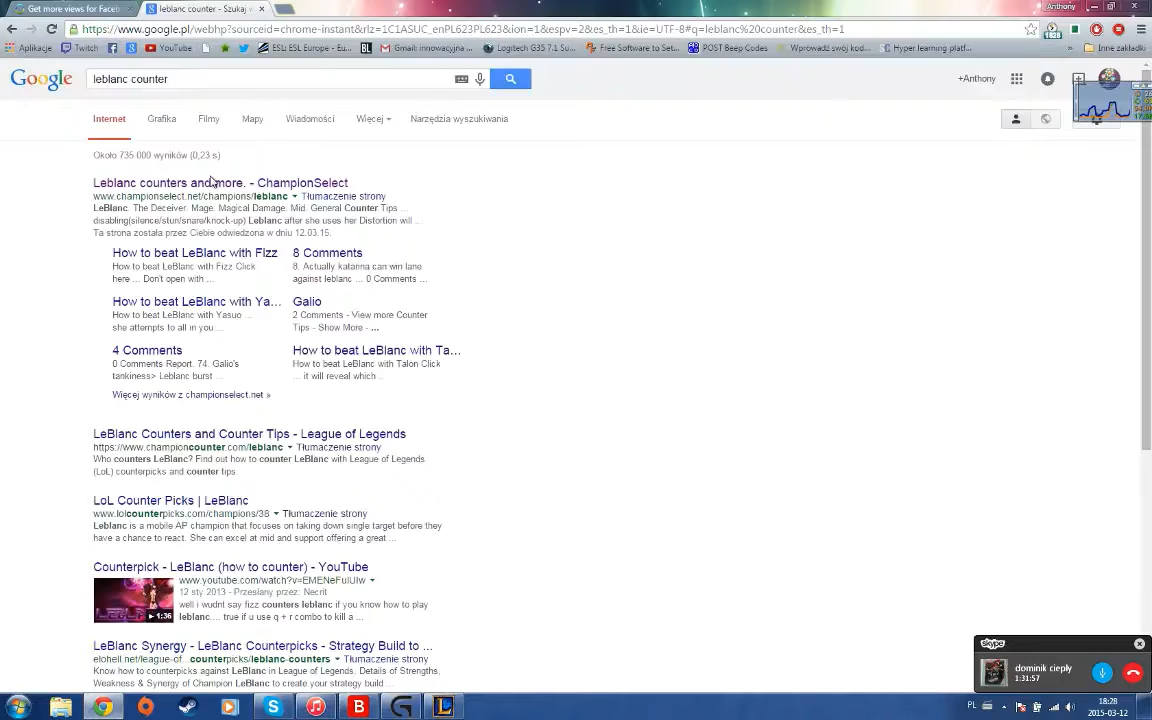 Get more views for Faceb
leblanc counter - Szukaj
Anthony
https://www.google.pl/webhp?sourceid=chrome-instant&rlz=1C1ASUC_enPL623PL623&ion=1&espv=2&es_th=1&ie=UTF-8#q=leblanc%20counter&es_th=1
Aplikacje
Twitch
YouTube
ESL: ESL Europe - Eu...
Gmail: innowacyjna ...
Logitech G35 7.1 Su...
Free Software to Set...
POST Beep Codes
Wprowadź swój kod...
Hyper lending platf...
»
Inne zakładki
Google
leblanc counter
+Anthony
Internet Grafika Filmy Mapy Wiadomości Więcej Narzędzia wyszukiwania
Około 735 000 wyników (0,23 s)
Leblanc counters and more. - ChampionSelect
www.championselect.net/champions/leblanc Tłumaczenie strony
LeBlanc. The Deceiver. Mage. Magical Damage. Mid. General Counter Tips ...
disabling(silence/stun/snare/knock-up) Leblanc after she uses her Distortion will ...
Ta strona została przez Ciebie odwiedzona w dniu 12.03.15.
How to beat LeBlanc with Fizz
How to beat LeBlanc with Fizz Click
here ... Don't open with ...
8 Comments
8. Actually katarina can win lane
against leblanc ... 0 Comments ...
How to beat LeBlanc with Ya...
How to beat LeBlanc with Yasuo ...
she attempts to all in you ...
Galio
2 Comments - View more Counter
Tips - Show More - ...
4 Comments
0 Comments Report. 74. Galio's
tankiness> Leblanc burst ...
How to beat LeBlanc with Ta...
How to beat LeBlanc with Talon Click
... it will reveal which ..
Więcej wyników z championselect.net »
LeBlanc Counters and Counter Tips - League of Legends
https://www.championcounter.com/leblanc Tłumaczenie strony
Who counters LeBlanc? Find out how to counter LeBlanc with League of Legends
(LoL) counterpicks and counter tips.
LoL Counter Picks | LeBlanc
www.lolcounterpicks.com/champions/38 Tłumaczenie strony
Leblanc is a mobile AP champion that focuses on taking down single target before they
have a chance to react. She can excel at mid and support offering a great ...
Counterpick - LeBlanc (how to counter) - YouTube
www.youtube.com/watch?v=EMENeFulUIw
12 sty 2013 - Przesłany przez: Necrit
1:36
well i wudnt say fizz counters leblanc if you know how to play
leblanc.... true if u use q + r combo to kill a ...
LeBlanc Synergy - LeBlanc Counterpicks - Strategy Build to ...
elohell.net/league-of.../counterpicks/leblanc-counters Tłumaczenie strony
Know how to counterpicks against LeBlanc in League of Legends. Details of Strengths,
Weakness & Synergy of Champion LeBlanc to create your strategy build ...
skype
dominik cieply
1:31:57
PL
18:28
2015-03-12